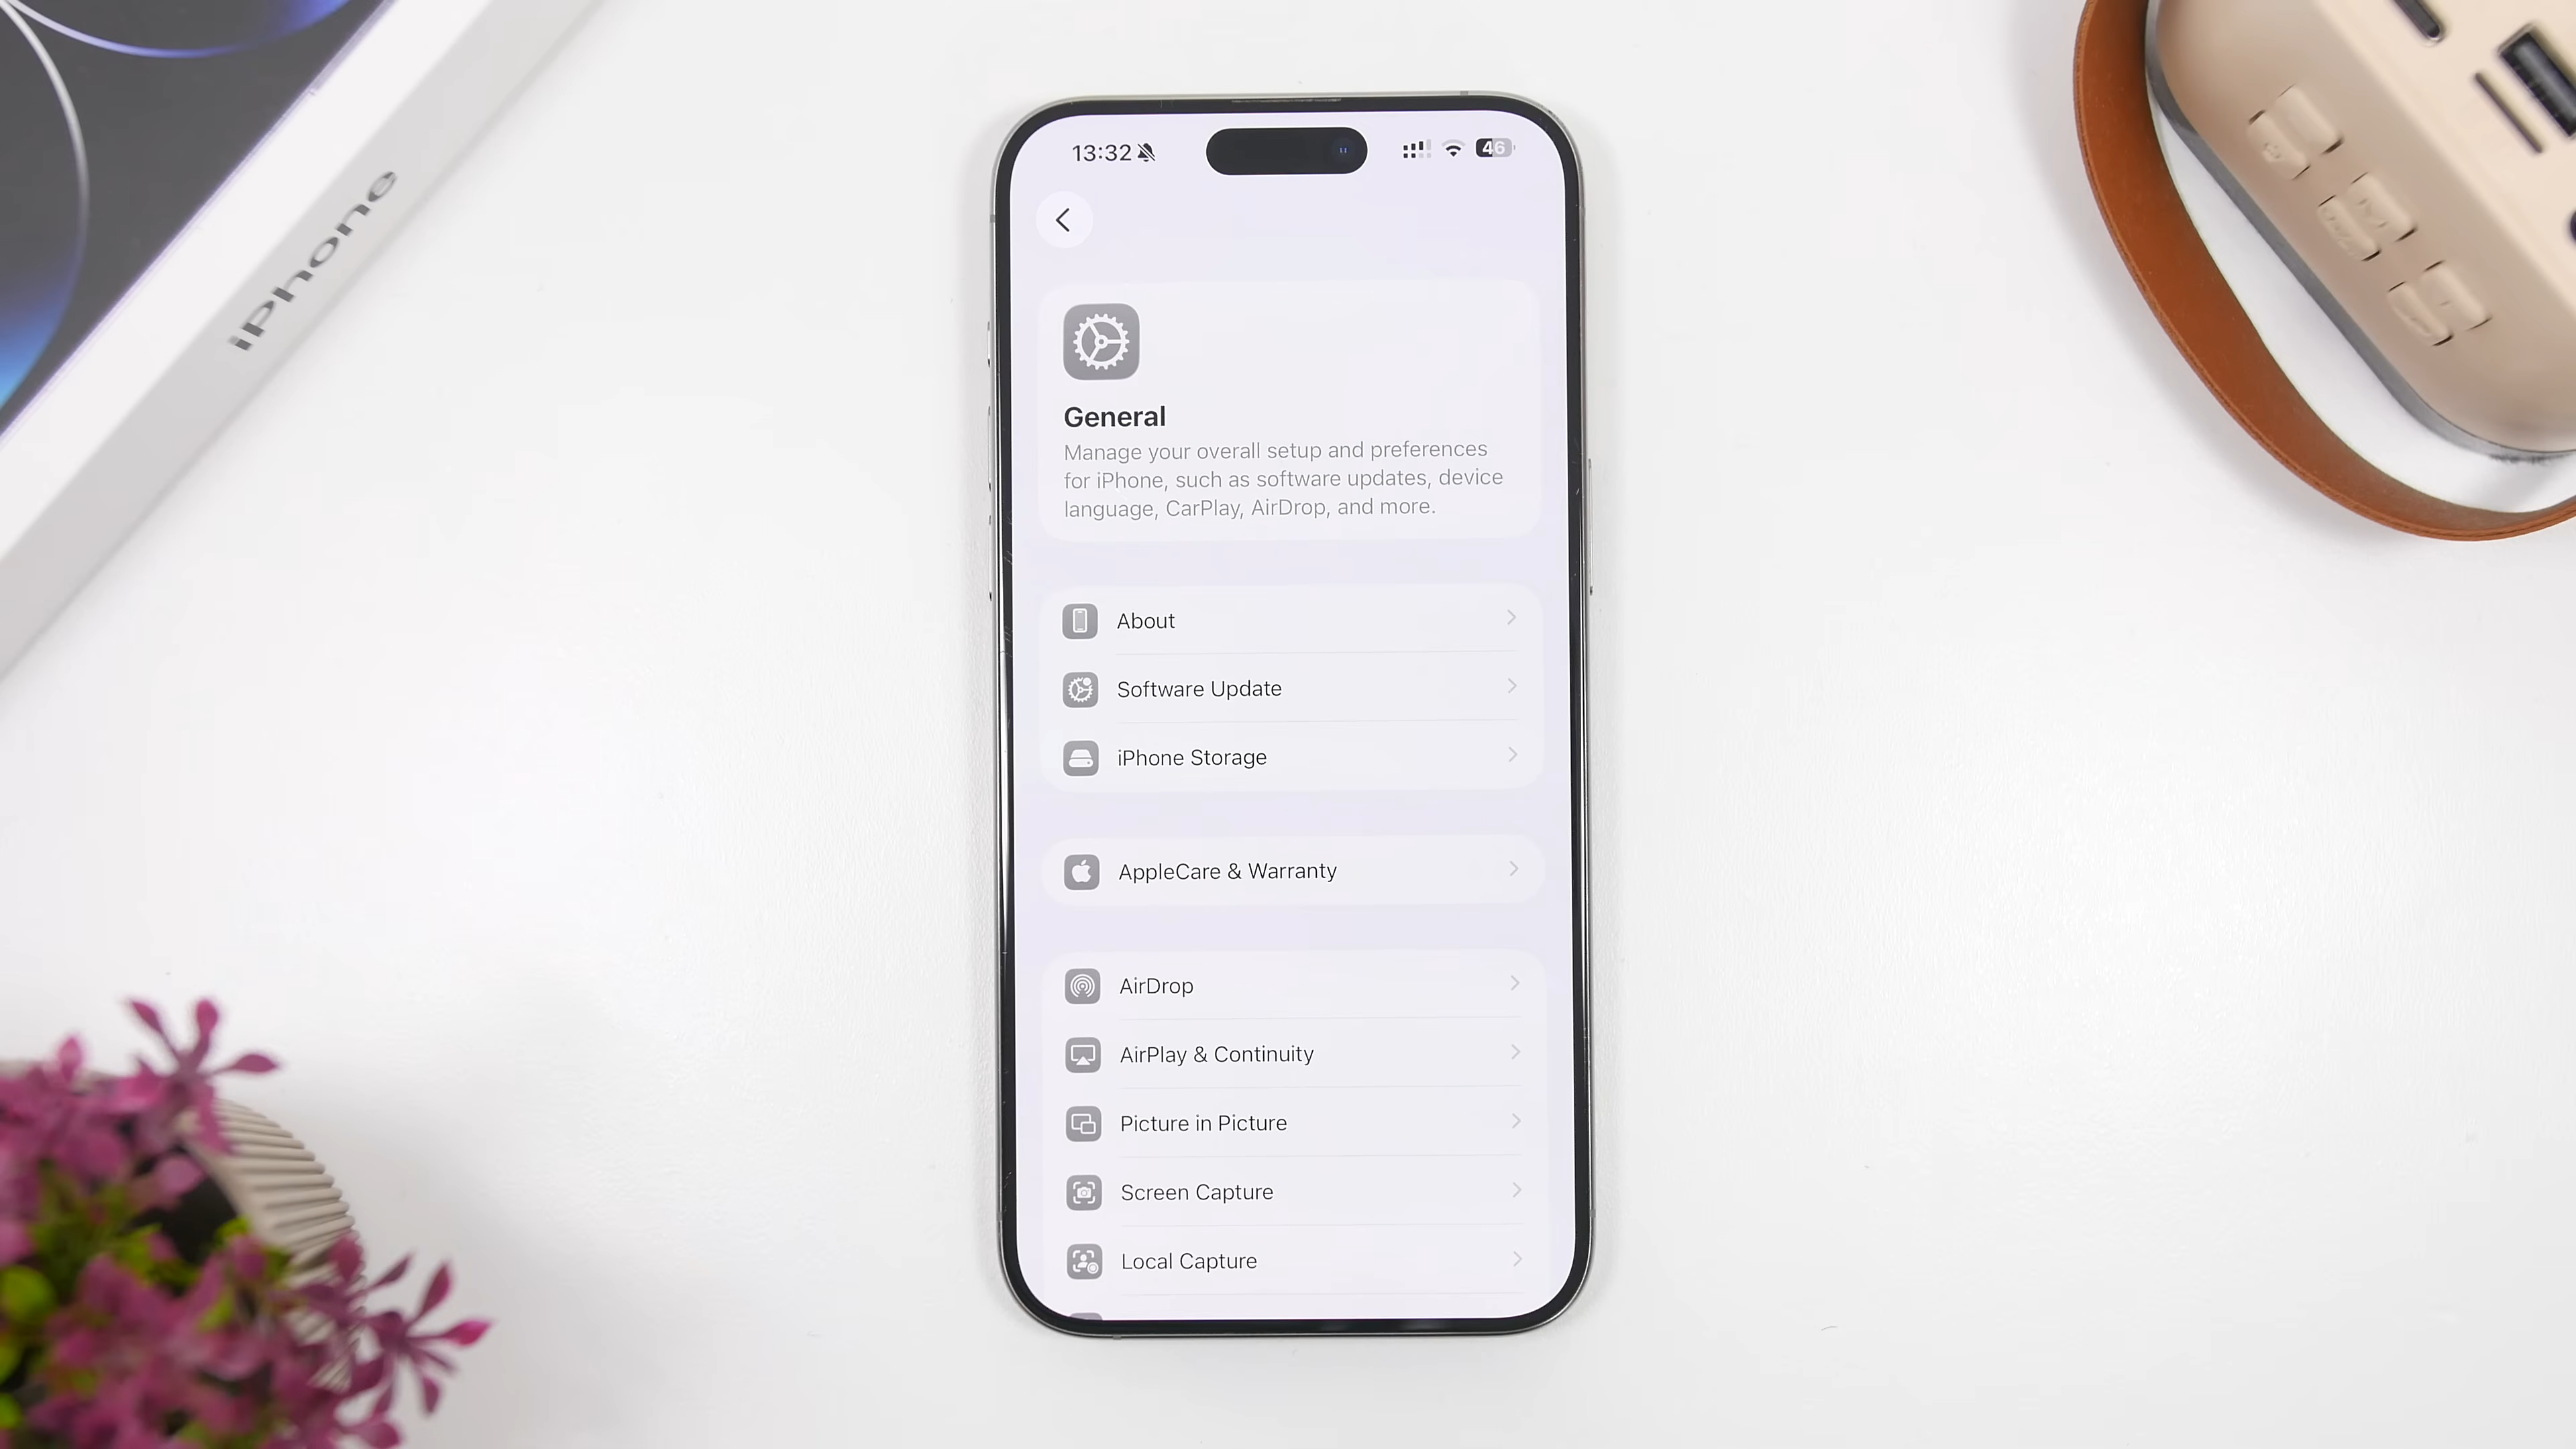 iPhone
13:32
46
General
Manage your overall setup and preferences
for iPhone, such as software updates, device
language, CarPlay, AirDrop, and more.
About
Software Update
iPhone Storage
AppleCare & Warranty
AirDrop
AirPlay & Continuity
Picture in Picture
Screen Capture
Local Capture